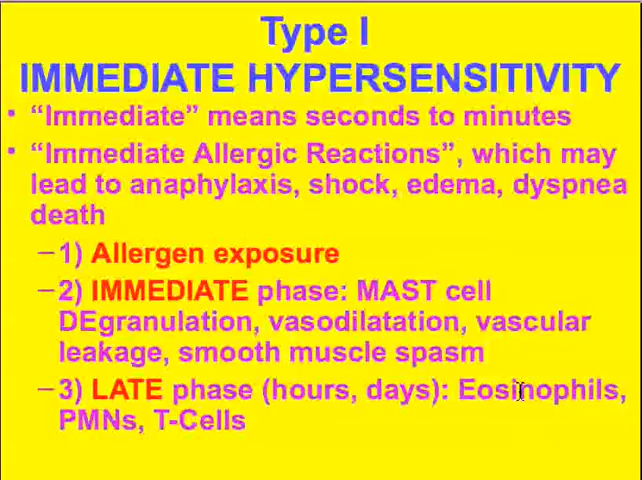 Type I
IMMEDIATE HYPERSENSITIVITY
• “Immediate” means seconds to minutes
• “Immediate Allergic Reactions”, which may
lead to anaphylaxis, shock, edema, dyspnea
death
–1) Allergen exposure
–2) IMMEDIATE phase: MAST cell
DEgranulation, vasodilatation, vascular
leakage, smooth muscle spasm
–3) LATE phase (hours, days): Eosinophils,
PMNs, T-Cells